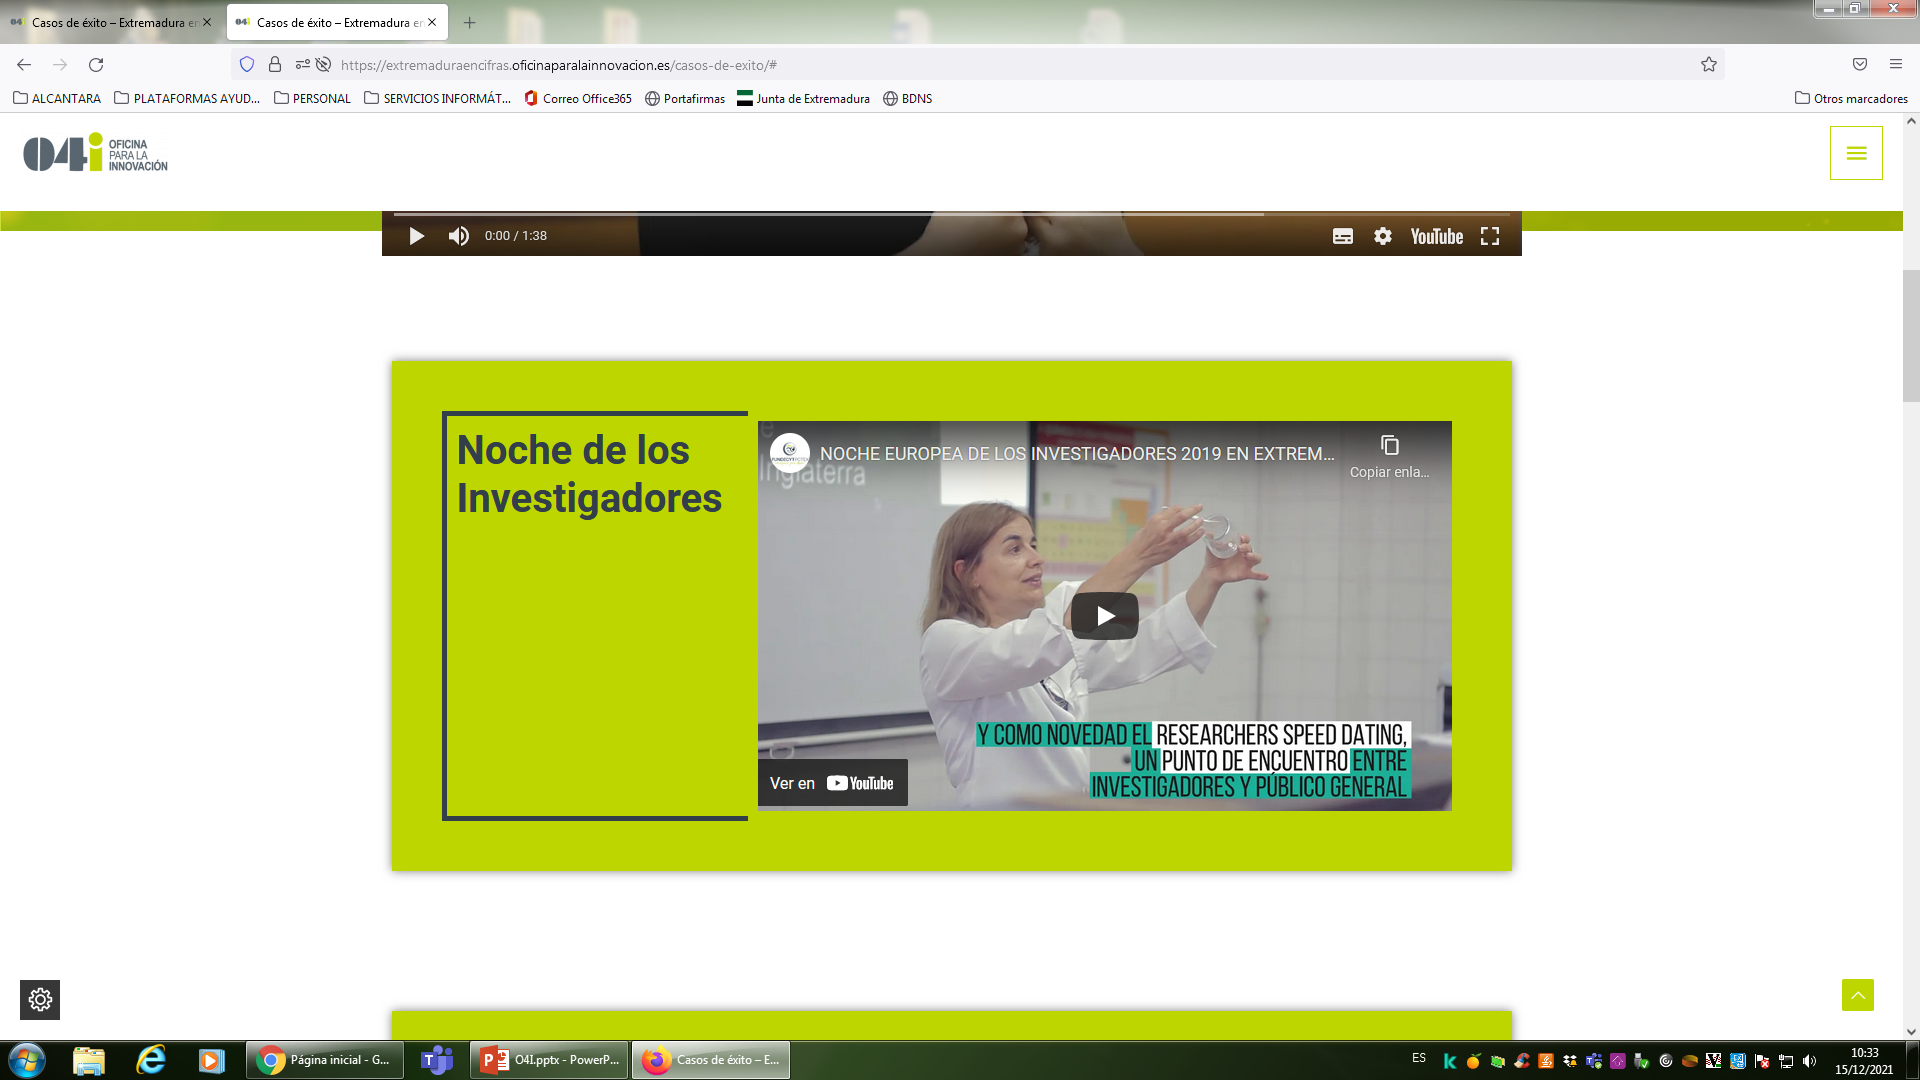 Casos de éxito – Extremadura en
Casos de éxito – Extremadura en
https://extremaduraencifras.oficinaparalainnovacion.es/casos-de-exito/#
ALCANTARA
PLATAFORMAS AYUD...
PERSONAL
SERVICIOS INFORMÁT...
Correo Office365
Portafirmas
Junta de Extremadura
BDNS
Otros marcadores
O4i OFICINA
PARA LA
INNOVACIÓN
0:00 / 1:38
YouTube
Noche de los
Investigadores
NOCHE EUROPEA DE LOS INVESTIGADORES 2019 EN EXTREM...
Copiar enla...
Inglaterra
Y COMO NOVEDAD EL RESEARCHERS SPEED DATING,
UN PUNTO DE ENCUENTRO ENTRE
INVESTIGADORES Y PÚBLICO GENERAL
Ver en YouTube
Página inicial - G...
O4I.pptx - PowerP...
Casos de éxito – E...
ES
10:33
15/12/2021